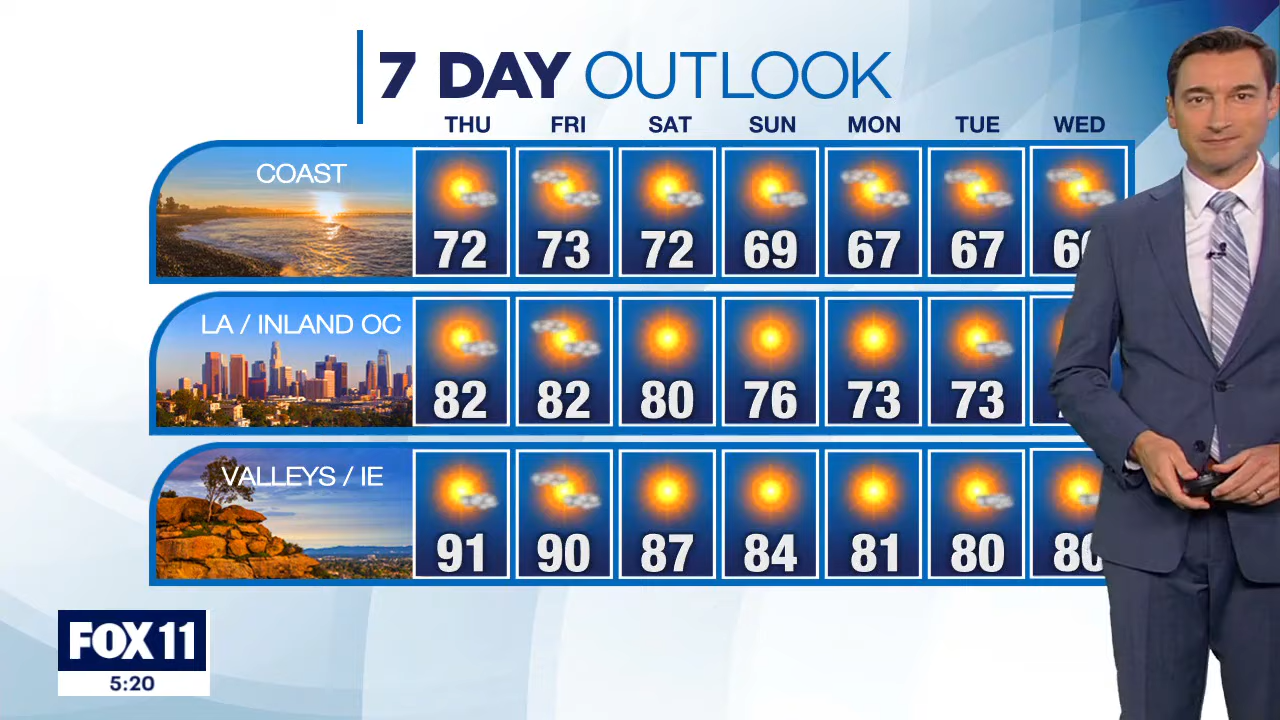 7 DAY OUTLOOK
THU FRI SAT SUN MON TUE WED
COAST
72 73 72 69 67 67
LA / INLAND OC
82 82 80 76 73 73
VALLEYS / IE
91 90 87 84 81 80 80
FOX 11
5:20